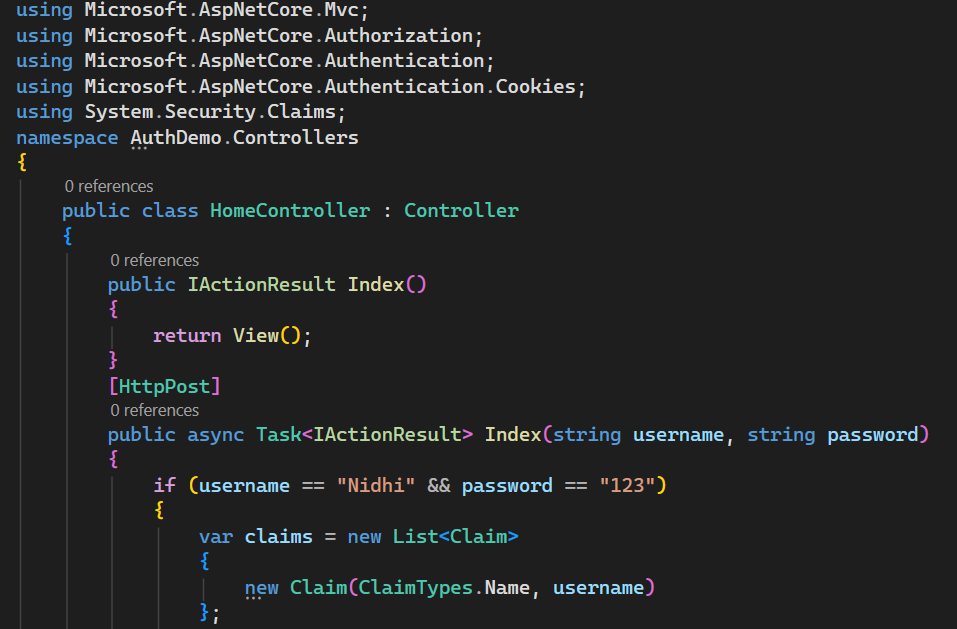 using Microsoft.AspNetCore.Mvc;
using Microsoft.AspNetCore.Authorization;
using Microsoft.AspNetCore.Authentication;
using Microsoft.AspNetCore.Authentication.Cookies;
using System.Security.Claims;
namespace AuthDemo.Controllers
{
0 references
public class HomeController : Controller
{
0 references
public IActionResult Index()
{
return View();
}
[HttpPost]
0 references
public async Task<IActionResult> Index(string username, string password)
{
if (username == "Nidhi" && password == "123")
{
var claims = new List<Claim>
{
new Claim(ClaimTypes.Name, username)
};